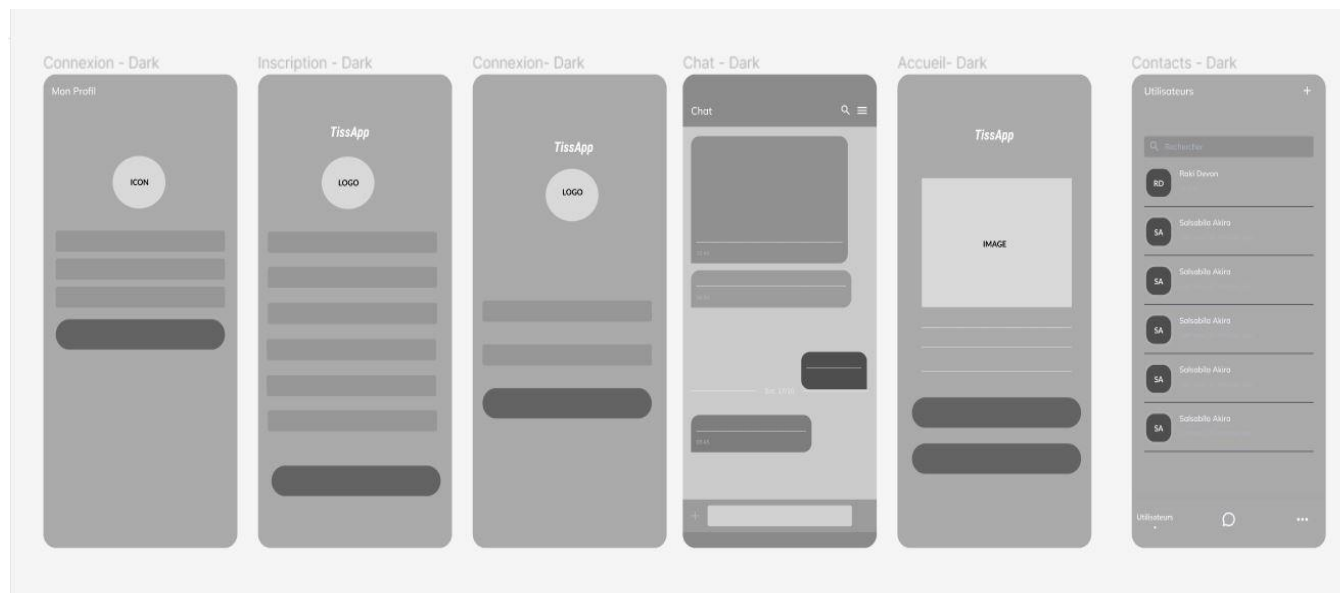 Connexion - Dark
Mon Profil
ICON
Inscription - Dark
TissApp
LOGO
Connexion- Dark
TissApp
LOGO
Chat - Dark
Chat
Accueil- Dark
TissApp
IMAGE
Contacts - Dark
Utilisateurs
+
Rechercher
RD
Raki Devon
SA
Salsabila Akira
SA
Salsabila Akira
SA
Salsabila Akira
SA
Salsabila Akira
SA
Salsabila Akira
Utilisateurs